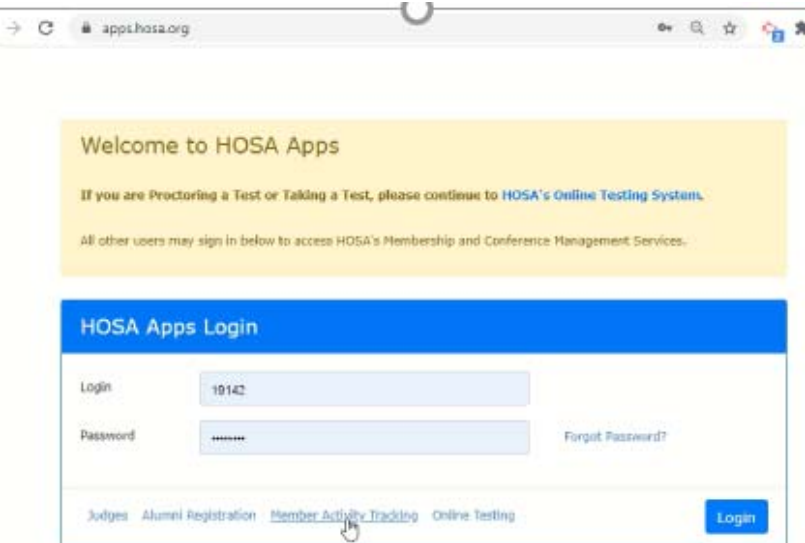 apps.hosa.org
Welcome to HOSA Apps
If you are Proctoring a Test or Taking a Test, please continue to HOSA's Online Testing System.
All other users may sign in below to access HOSA's Membership and Conference Management Services.
HOSA Apps Login
Login 19142
Password ••••••••
Forgot Password?
Judges Alumni Registration Member Activity Tracking Online Testing
Login